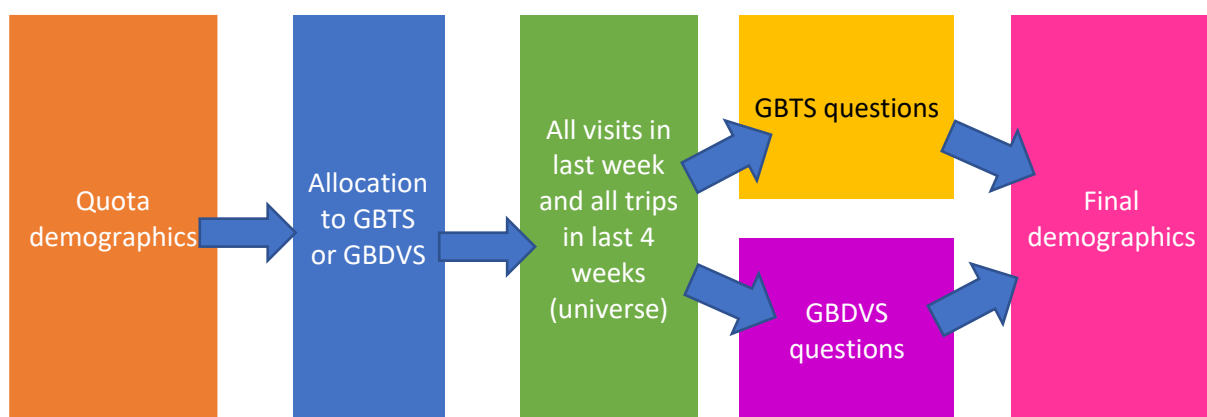 Quota
demographics
Allocation
to GBTS
or GBDVS
All visits in
last week
and all trips
in last 4
weeks
(universe)
GBTS questions
GBDVS
questions
Final
demographics